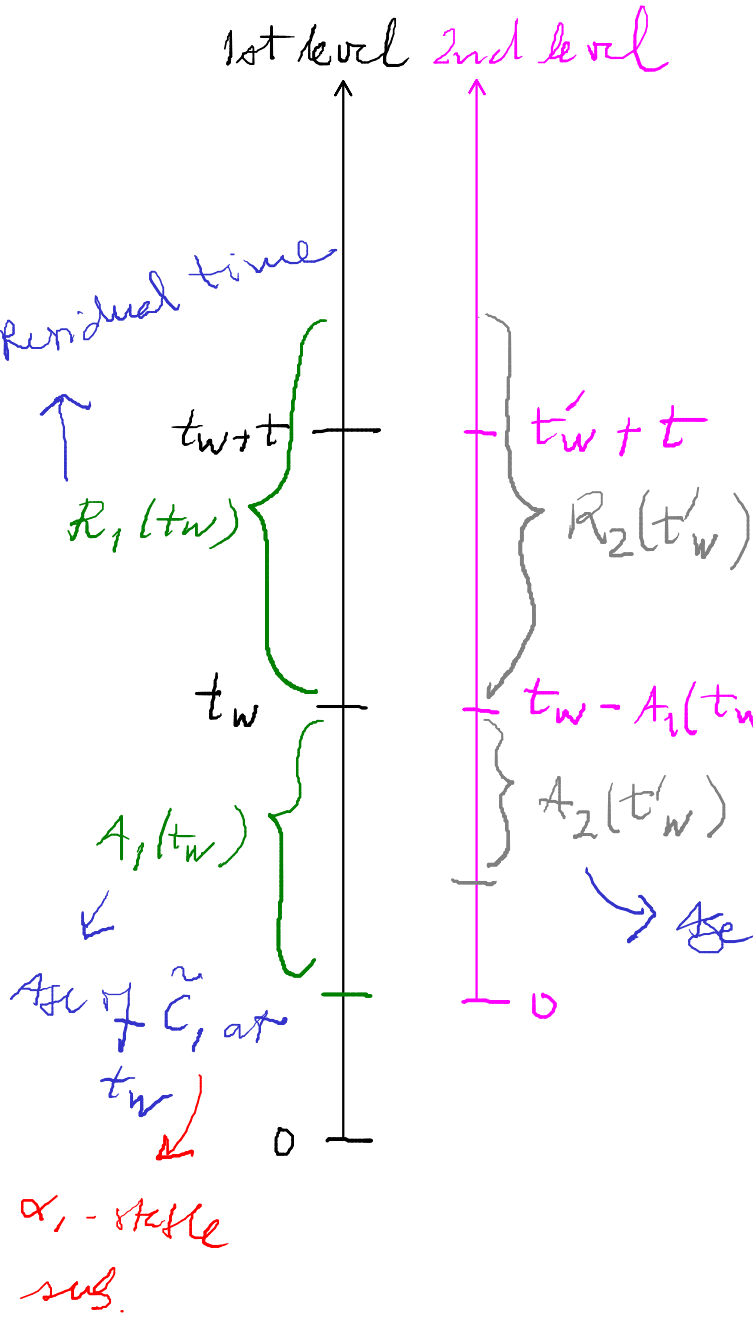 1st level 2nd level
Residual time
t_w + t
t'_w + t
R_1(t_w)
R_2(t'_w)
t_w
t_w - A_1(t_w
A_1(t_w)
A_2(t'_w)
Age
Age of C̃_1 at
t_w
0
0
α_1-stable
sub.